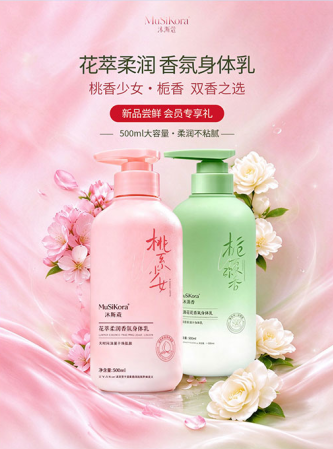 MuSiKora
沐斯蔻
花萃柔润 香氛身体乳
桃香少女·栀香 双香之选
新品尝鲜 会员专享礼
500ml大容量·柔润不粘腻
桃
少女
栀
MuSiKora
沐斯蔻
花萃柔润香氛身体乳
净含量:500ml
MuSiKora